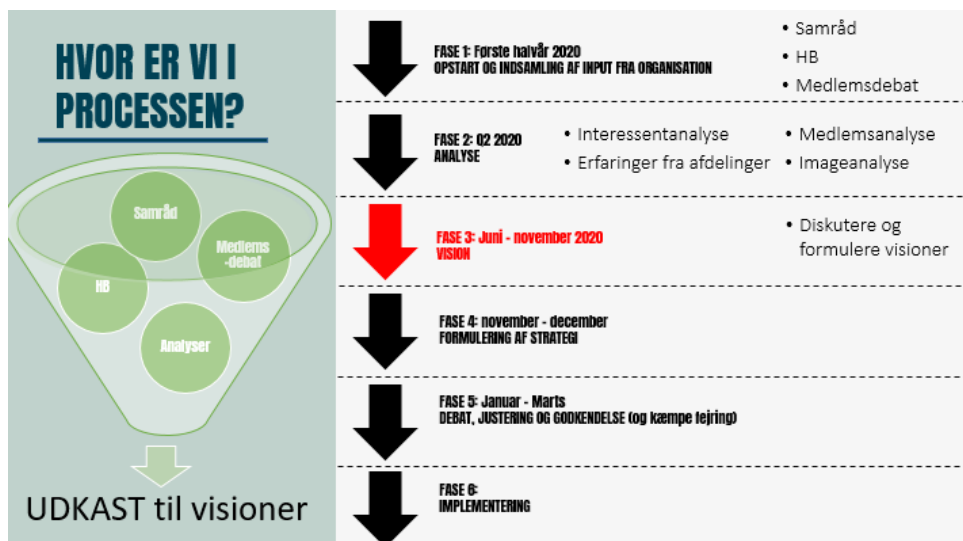 HVOR ER VI I
PROCESSEN?
Samråd
Medlems
-debat
HB
Analyser
UDKAST til visioner
FASE 1: Første halvår 2020
OPSTART OG INDSAMLING AF INPUT FRA ORGANISATION
• Samråd
• HB
• Medlemsdebat
FASE 2: Q2 2020
ANALYSE
• Interessentanalyse
• Erfaringer fra afdelinger
• Medlemsanalyse
• Imageanalyse
FASE 3: Juni - november 2020
VISION
• Diskutere og
formulere visioner
FASE 4: november - december
FORMULERING AF STRATEGI
FASE 5: Januar - Marts
DEBAT, JUSTERING OG GODKENDELSE (og kæmpe fejring)
FASE 6:
IMPLEMENTERING